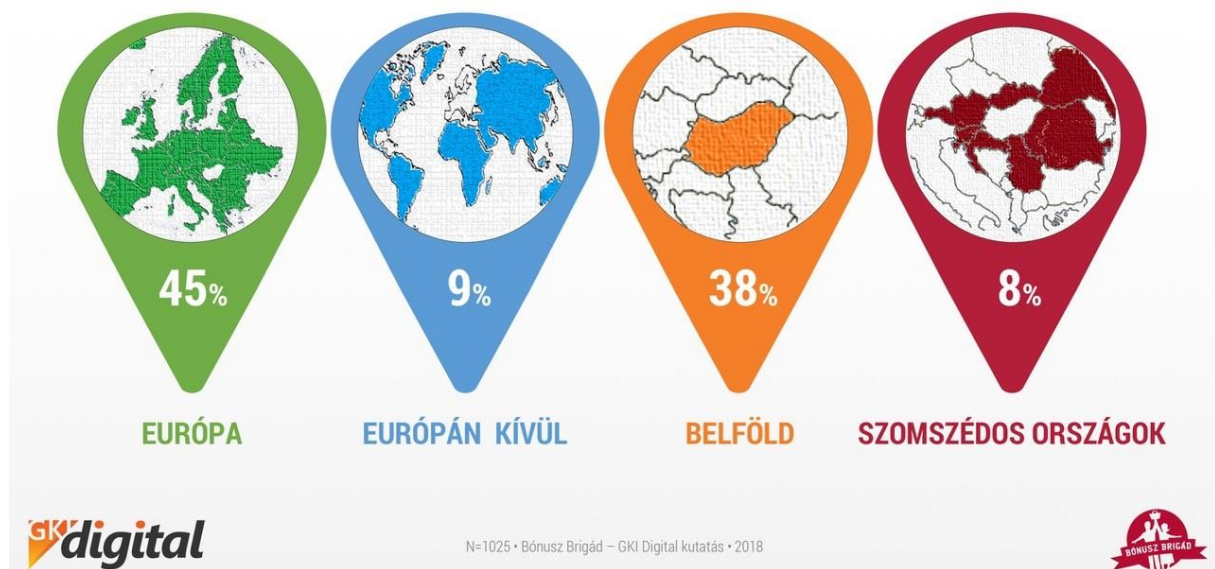 45%
9%
38%
8%
EURÓPA
EURÓPÁN KÍVÜL
BELFÖLD
SZOMSZÉDOS ORSZÁGOK
GKI digital
N=1025 • Bónusz Brigád – GKI Digital kutatás • 2018
BÓNUSZ BRIGÁD